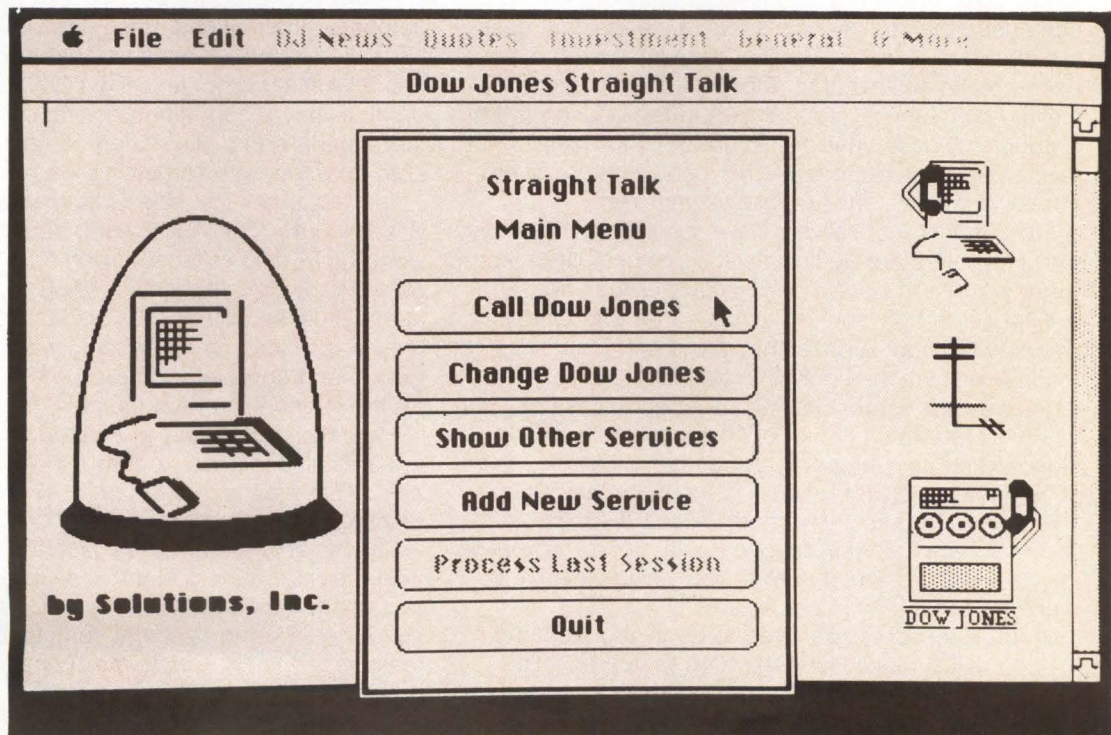 File Edit DJ News Quotes Investment General & More
Dow Jones Straight Talk
Straight Talk
Main Menu
Call Dow Jones
Change Dow Jones
Show Other Services
Add New Service
Process Last Session
Quit
by Solutions, Inc.
DOW JONES